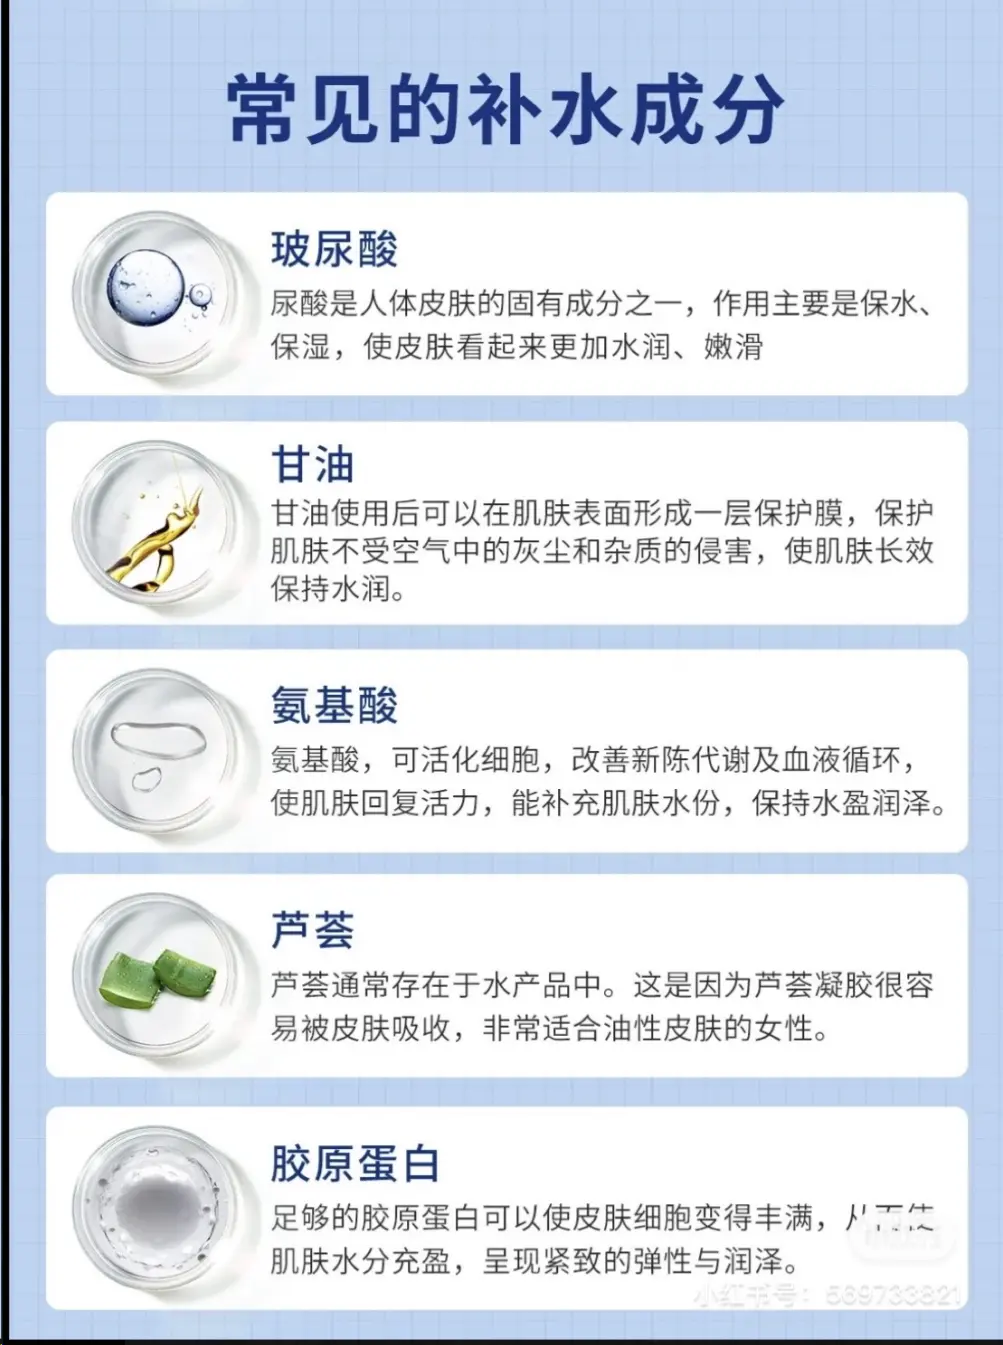 常见的补水成分
玻尿酸
尿酸是人体皮肤的固有成分之一，作用主要是保水、
保湿，使皮肤看起来更加水润、嫩滑
甘油
甘油使用后可以在肌肤表面形成一层保护膜，保护
肌肤不受空气中的灰尘和杂质的侵害，使肌肤长效
保持水润。
氨基酸
氨基酸，可活化细胞，改善新陈代谢及血液循环，
使肌肤回复活力，能补充肌肤水份，保持水盈润泽。
芦荟
芦荟通常存在于水产品中。这是因为芦荟凝胶很容
易被皮肤吸收，非常适合油性皮肤的女性。
胶原蛋白
足够的胶原蛋白可以使皮肤细胞变得丰满，从而使
肌肤水分充盈，呈现紧致的弹性与润泽。
小红书号：569733821